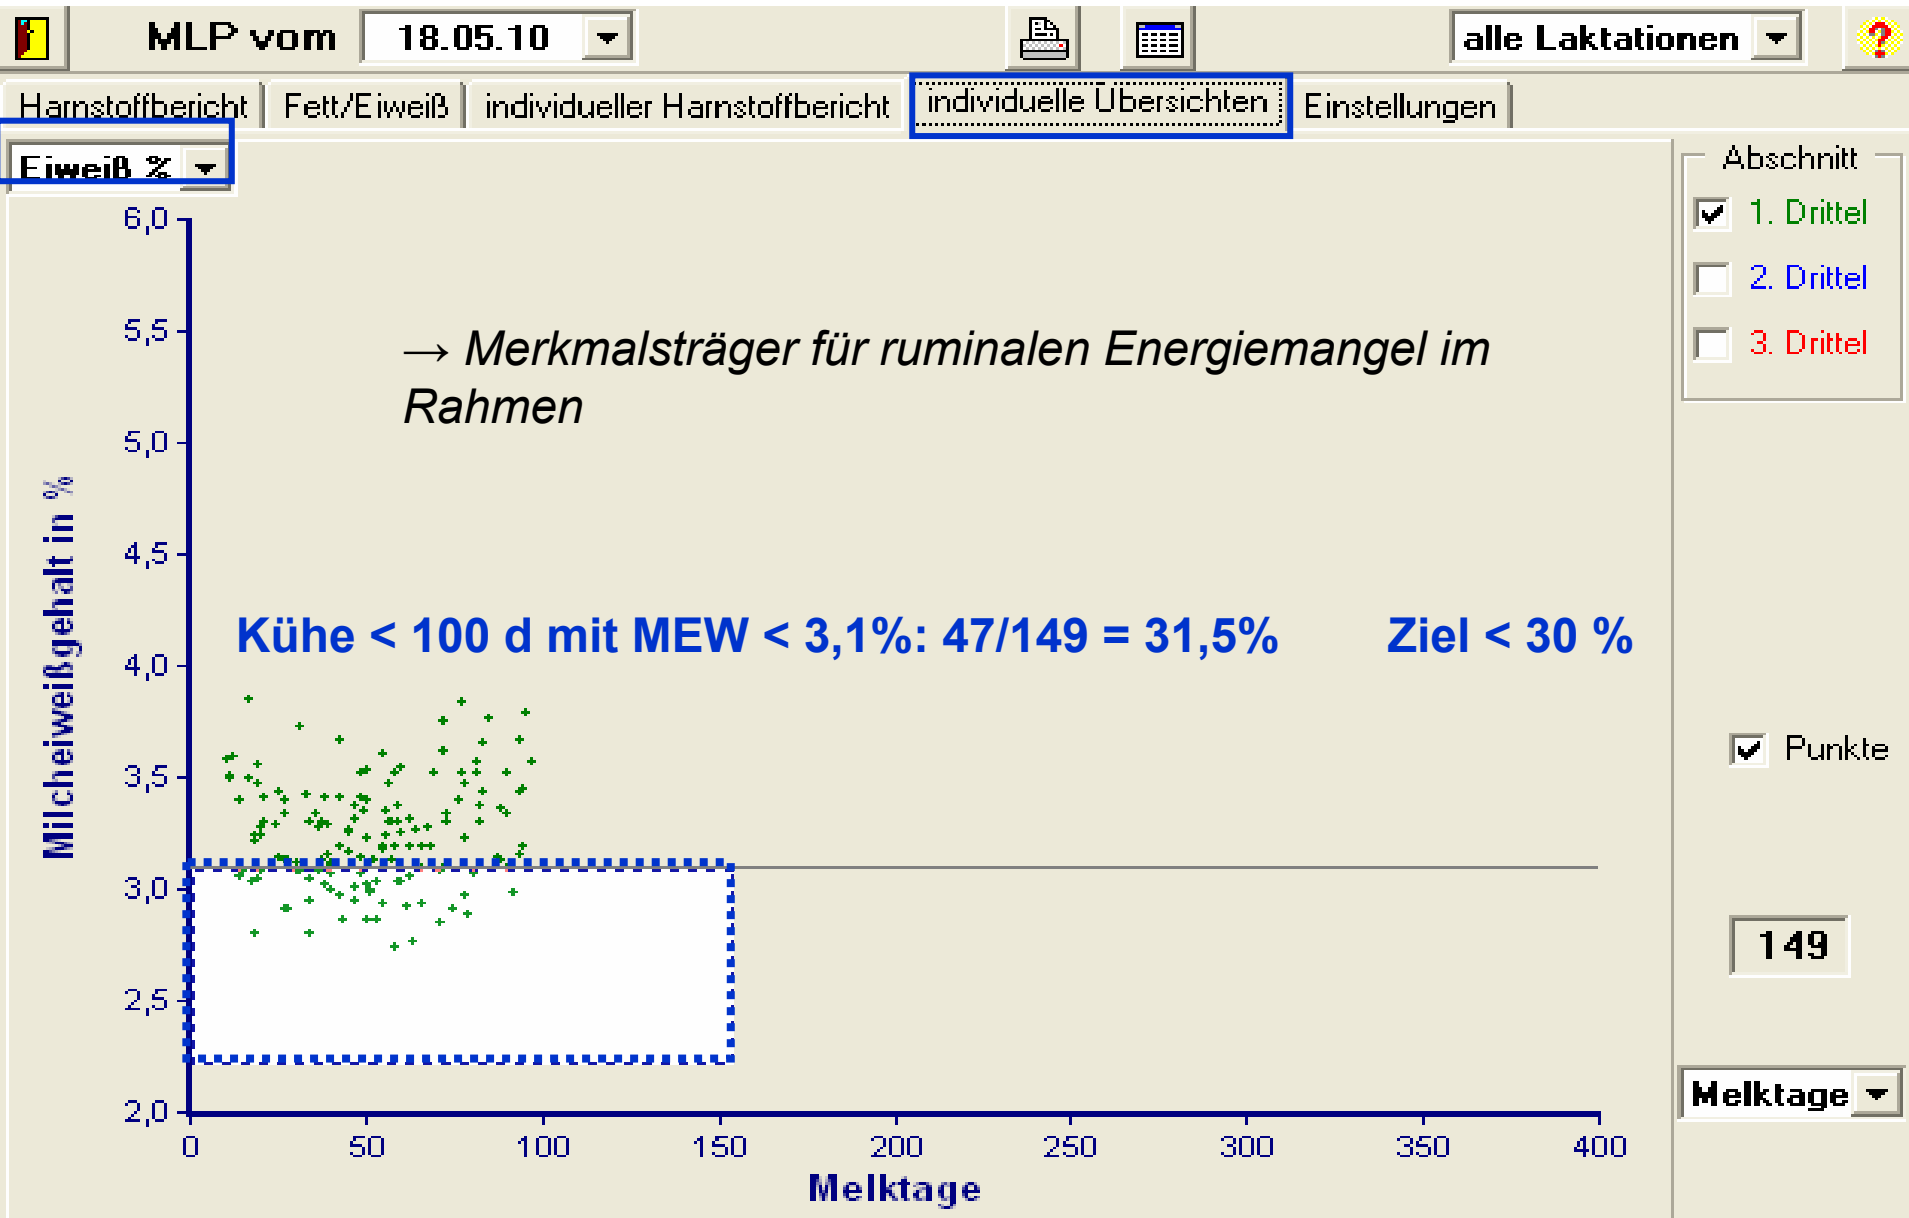 MLP vom 18.05.10 alle Laktationen ?
Harnstoffbericht Fett/Eiweiß individueller Harnstoffbericht individuelle Übersichten Einstellungen
Eiweiß %
Abschnitt
1. Drittel
2. Drittel
3. Drittel
→ Merkmalsträger für ruminalen Energiemangel im
Rahmen
Kühe < 100 d mit MEW < 3,1%: 47/149 = 31,5% Ziel < 30 %
Milcheiweißgehalt in %
6,0
5,5
5,0
4,5
4,0
3,5
3,0
2,5
2,0
0 50 100 150 200 250 300 350 400
Melktage
Punkte
149
Melktage